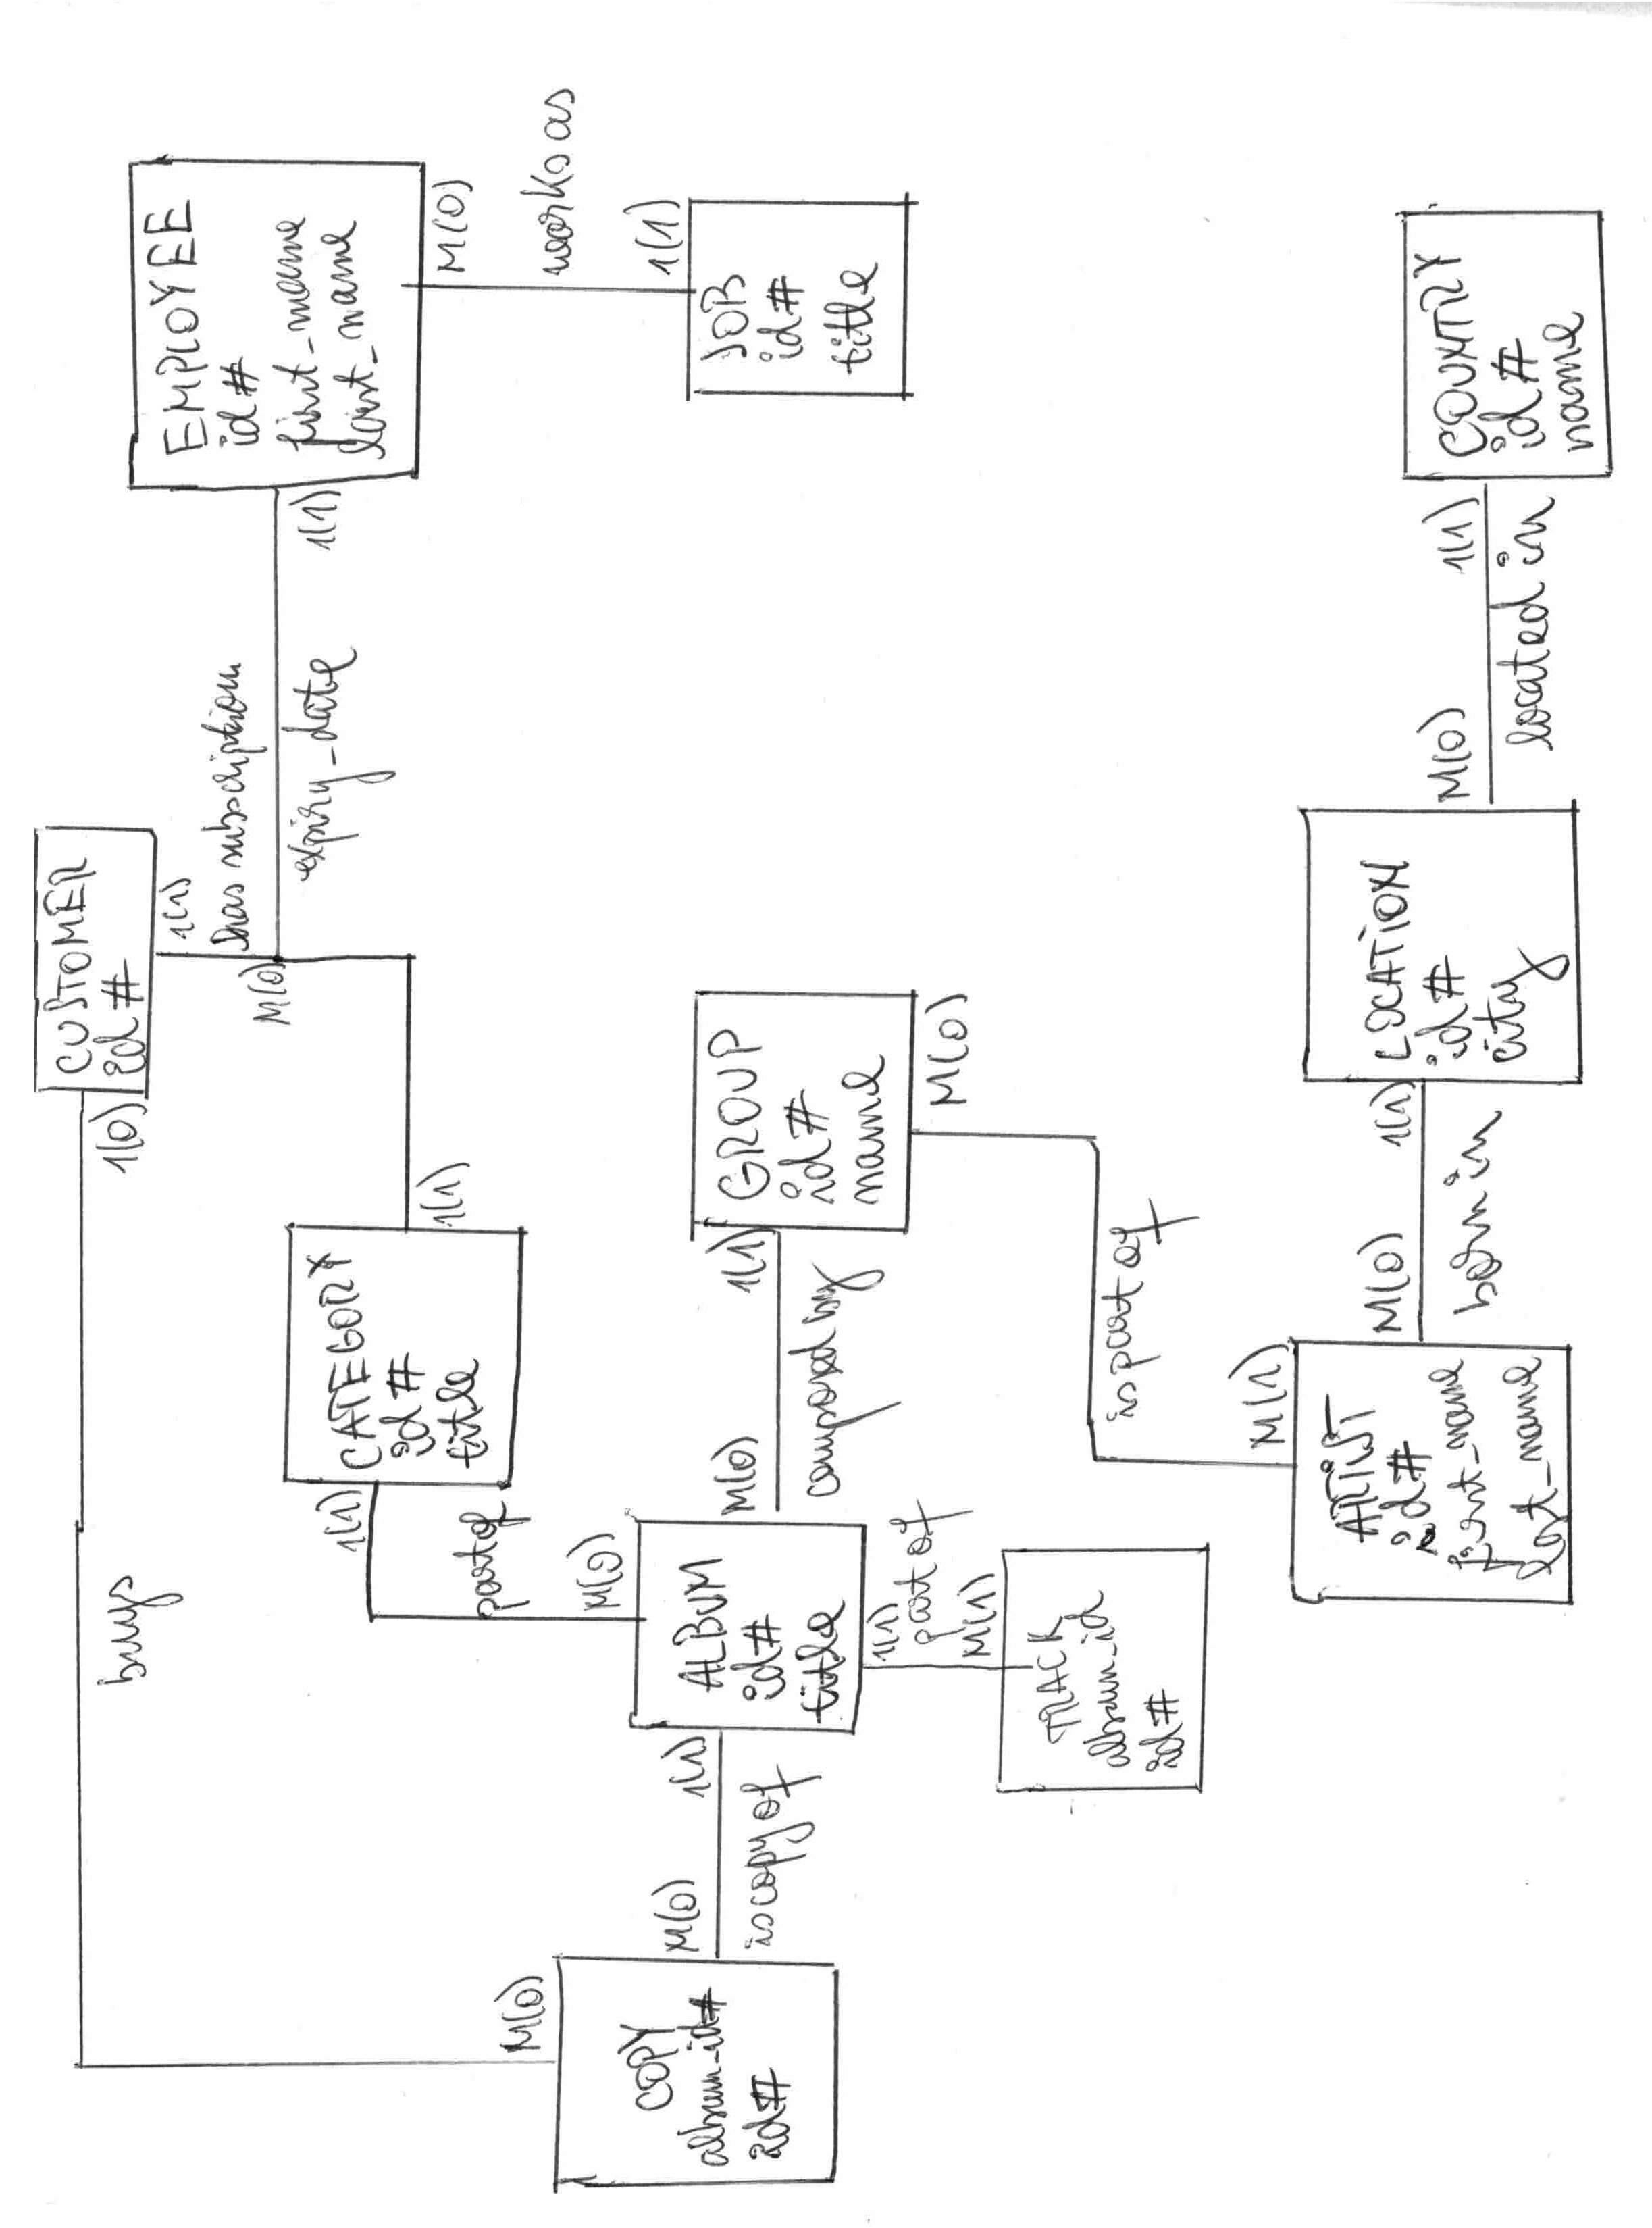 buys
1(0)
CUSTOMER
id#
1(1)
has subscription
M(0)
expiry_date
1(1)
EMPLOYEE
id#
first_name
last_name
M(0)
works as
1(1)
JOB
id#
title
1(1)
CATEGORY
id#
title
1(1)
part of
M(0)
M(0)
COPY
album_id#
id#
M(0)
is copy of
1(1)
ALBUM
id#
title
M(0)
composed by
1(1)
GROUP
id#
name
M(0)
1(1)
part of
M(1)
TRACK
album_id
id#
is part of
M(1)
ARTIST
id#
first_name
last_name
M(0)
born in
1(1)
LOCATION
id#
city
M(0)
located in
1(1)
COUNTRY
id#
name